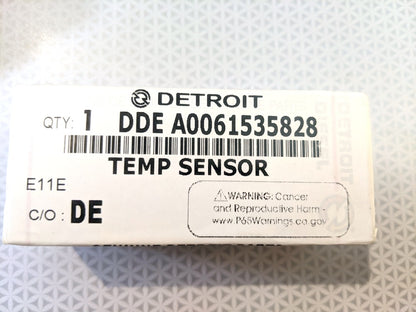 DETROIT
QTY: 1 DDE A0061535828
TEMP SENSOR
E11E
C/O : DE
⚠WARNING: Cancer
and Reproductive Harm -
www.P65Warnings.ca.gov